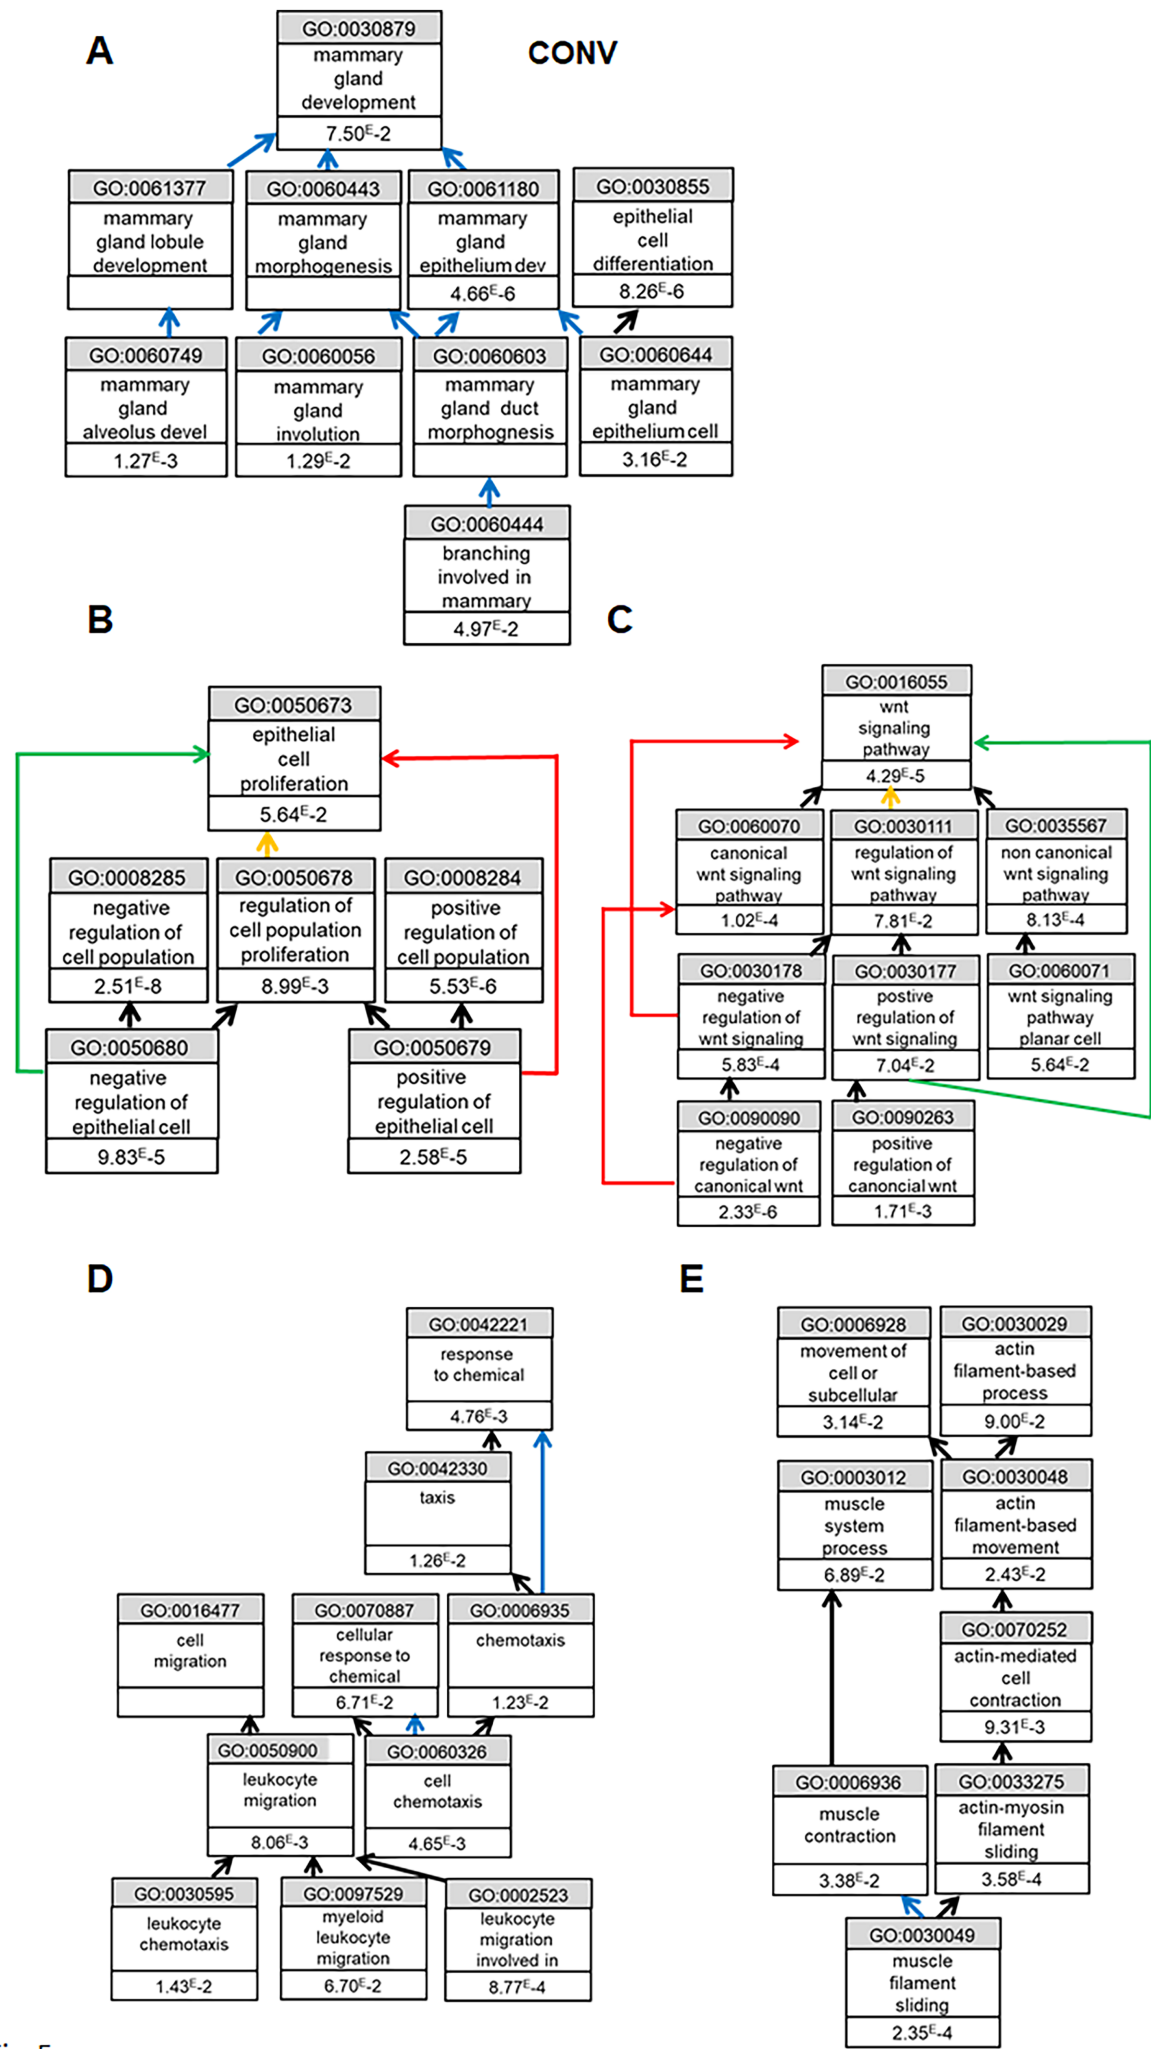 A
CONV
GO:0030879
mammary
gland
development
7.50E-2
GO:0061377
mammary
gland lobule
development
GO:0060443
mammary
gland
morphogenesis
GO:0061180
mammary
gland
epithelium dev
4.66E-6
GO:0030855
epithelial
cell
differentiation
8.26E-6
GO:0060749
mammary
gland
alveolus devel
1.27E-3
GO:0060056
mammary
gland
involution
1.29E-2
GO:0060603
mammary
gland duct
morphognesis
GO:0060644
mammary
gland
epithelium cell
3.16E-2
GO:0060444
branching
involved in
mammary
4.97E-2
B
GO:0050673
epithelial
cell
proliferation
5.64E-2
GO:0008285
negative
regulation of
cell population
2.51E-8
GO:0050678
regulation of
cell population
proliferation
8.99E-3
GO:0008284
positive
regulation of
cell population
5.53E-6
GO:0050680
negative
regulation of
epithelial cell
9.83E-5
GO:0050679
positive
regulation of
epithelial cell
2.58E-5
C
GO:0016055
wnt
signaling
pathway
4.29E-5
GO:0060070
canonical
wnt signaling
pathway
1.02E-4
GO:0030111
regulation of
wnt signaling
pathway
7.81E-2
GO:0035567
non canonical
wnt signaling
pathway
8.13E-4
GO:0030178
negative
regulation of
wnt signaling
5.83E-4
GO:0030177
postive
regulation of
wnt signaling
7.04E-2
GO:0060071
wnt signaling
pathway
planar cell
5.64E-2
GO:0090090
negative
regulation of
canonical wnt
2.33E-6
GO:0090263
positive
regulation of
canoncial wnt
1.71E-3
D
GO:0042221
response
to chemical
4.76E-3
GO:0042330
taxis
1.26E-2
GO:0016477
cell
migration
GO:0070887
cellular
response to
chemical
6.71E-2
GO:0006935
chemotaxis
1.23E-2
GO:0050900
leukocyte
migration
8.06E-3
GO:0060326
cell
chemotaxis
4.65E-3
GO:0030595
leukocyte
chemotaxis
1.43E-2
GO:0097529
myeloid
leukocyte
migration
6.70E-2
GO:0002523
leukocyte
migration
involved in
8.77E-4
E
GO:0006928
movement of
cell or
subcellular
3.14E-2
GO:0030029
actin
filament-based
process
9.00E-2
GO:0003012
muscle
system
process
6.89E-2
GO:0030048
actin
filament-based
movement
2.43E-2
GO:0070252
actin-mediated
cell
contraction
9.31E-3
GO:0006936
muscle
contraction
3.38E-2
GO:0033275
actin-myosin
filament
sliding
3.58E-4
GO:0030049
muscle
filament
sliding
2.35E-4